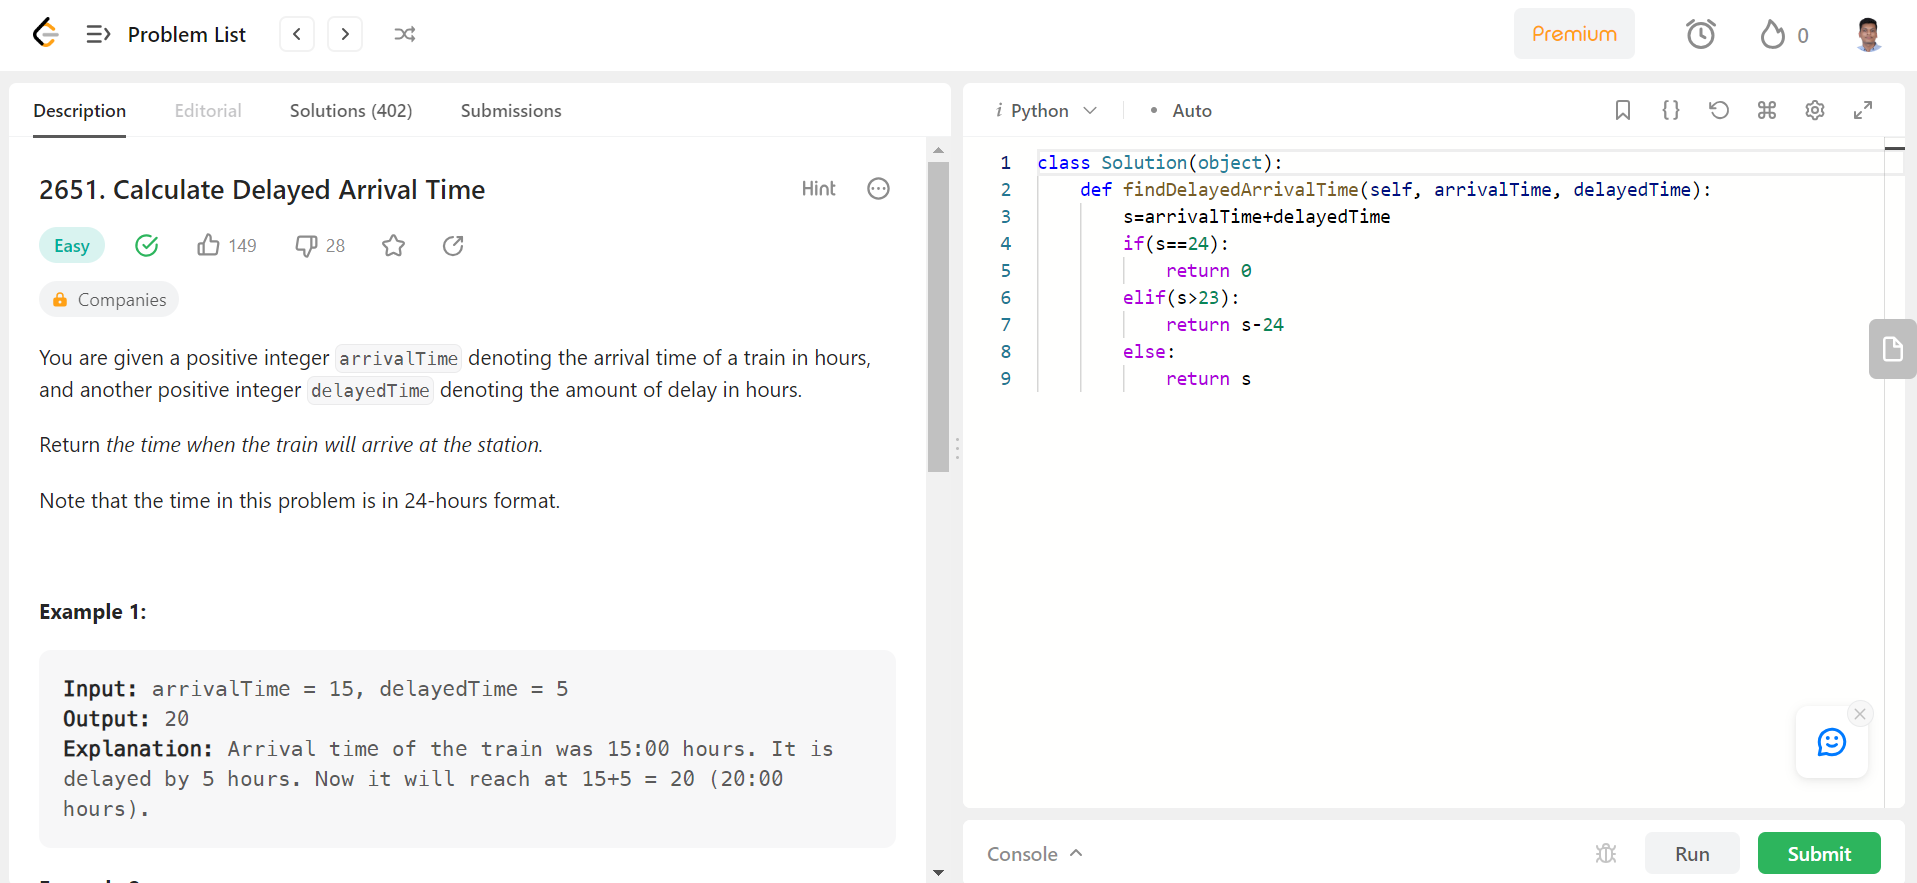 Problem List
Premium
0
Description Editorial Solutions (402) Submissions
2651. Calculate Delayed Arrival Time
Hint
Easy 149 28
Companies
You are given a positive integer arrivalTime denoting the arrival time of a train in hours,
and another positive integer delayedTime denoting the amount of delay in hours.
Return the time when the train will arrive at the station.
Note that the time in this problem is in 24-hours format.
Example 1:
Input: arrivalTime = 15, delayedTime = 5
Output: 20
Explanation: Arrival time of the train was 15:00 hours. It is
delayed by 5 hours. Now it will reach at 15+5 = 20 (20:00
hours).
i Python • Auto
1 class Solution(object):
2 def findDelayedArrivalTime(self, arrivalTime, delayedTime):
3 s=arrivalTime+delayedTime
4 if(s==24):
5 return 0
6 elif(s>23):
7 return s-24
8 else:
9 return s
Console
Run
Submit